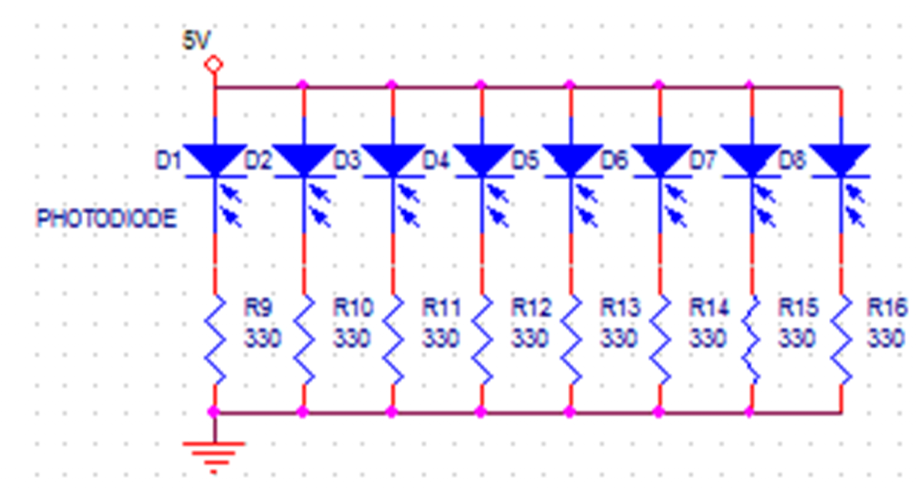 5V
D1 D2 D3 D4 D5 D6 D7 D8
PHOTODIODE
R9 R10 R11 R12 R13 R14 R15 R16
330 330 330 330 330 330 330 330